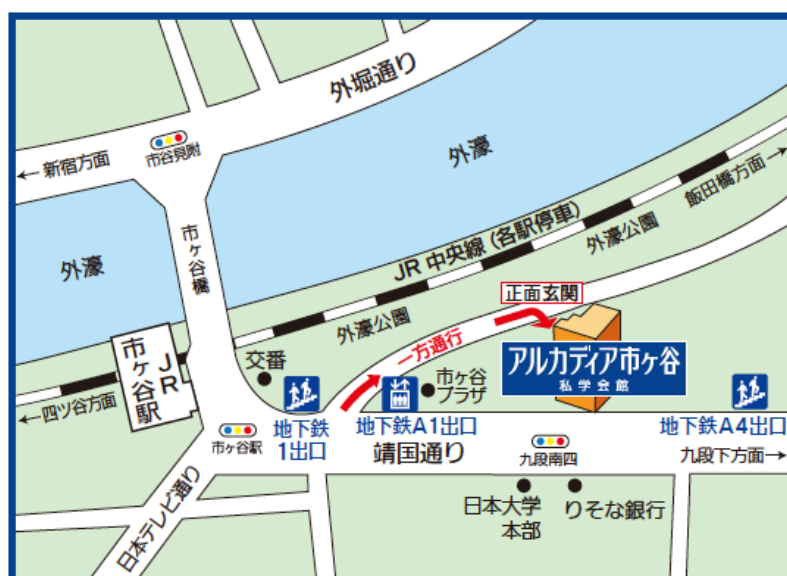 外堀通り
市谷見附
← 新宿方面
外濠
飯田橋方面 →
市ヶ谷橋
JR 中央線 (各駅停車)
外濠公園
外濠
正面玄関
外濠公園
一方通行
JR
市ヶ谷駅
交番
市ヶ谷
プラザ
アルカディア市ヶ谷
私学会館
← 四ツ谷方面
市ヶ谷駅
地下鉄
1出口
地下鉄A1出口
靖国通り
九段南四
地下鉄A4出口
九段下方面→
日本テレビ通り
日本大学
本部
りそな銀行